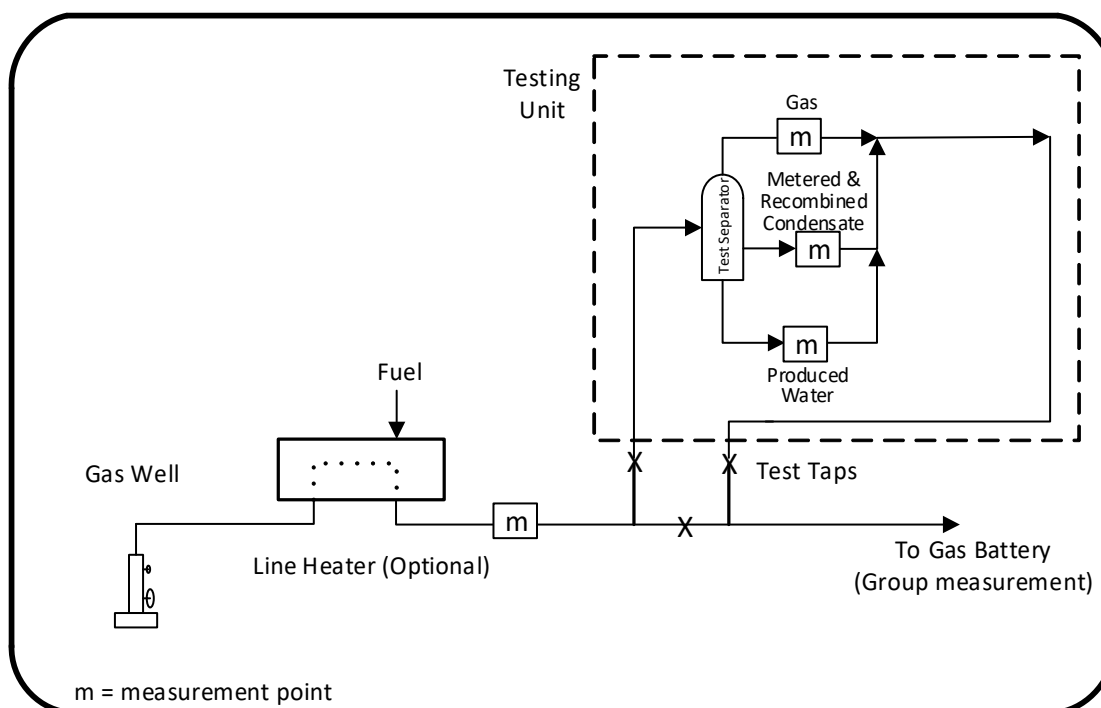 Testing
Unit
Gas
m
Metered &
Recombined
Condensate
m
Test Separator
m
Produced
Water
Fuel
Gas Well
X
X
Test Taps
m
X
Line Heater (Optional)
To Gas Battery
(Group measurement)
m = measurement point